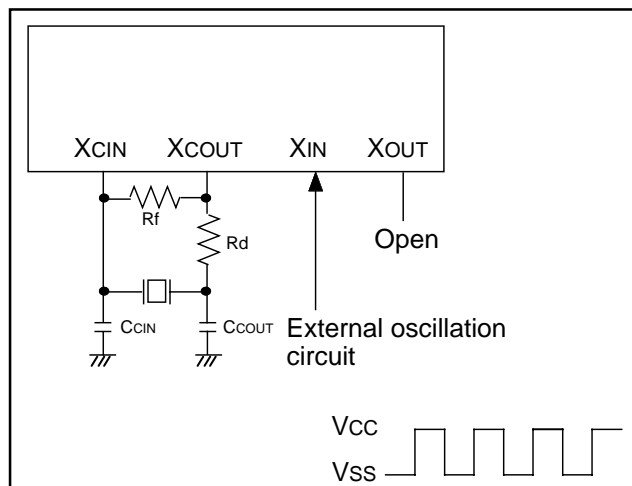 XCIN XCOUT XIN XOUT
Rf
Rd
Open
CCIN CCOUT
External oscillation
circuit
VCC
VSS